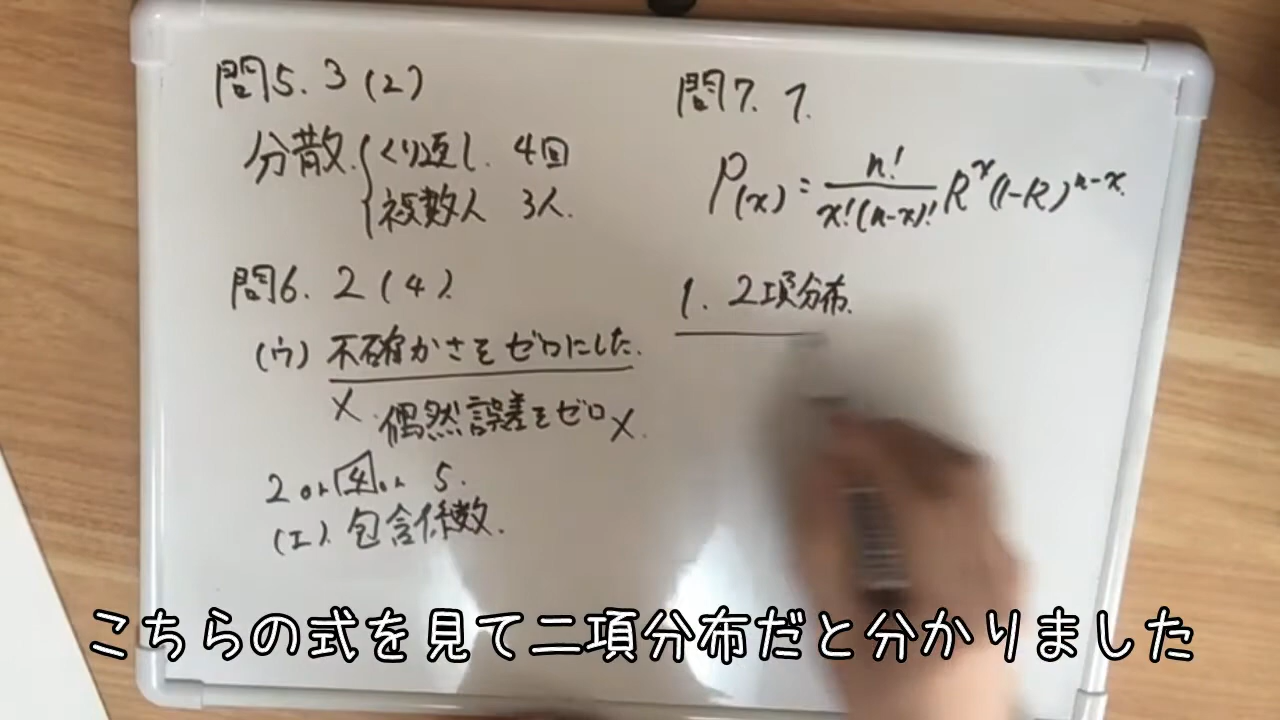 問5.3(2)
分散.{くり返し.4回
複数人 3人.
問6.2(4).
(ウ)不確かさをゼロにした.
× 偶然誤差をゼロ×.
2 or 4 or 5.
(エ).包含係数.
問7.1.
P(x)=n!/x!(n-x)! R^x(1-R)^n-x.
1.2項分布.
こちらの式を見て二項分布だと分かりました